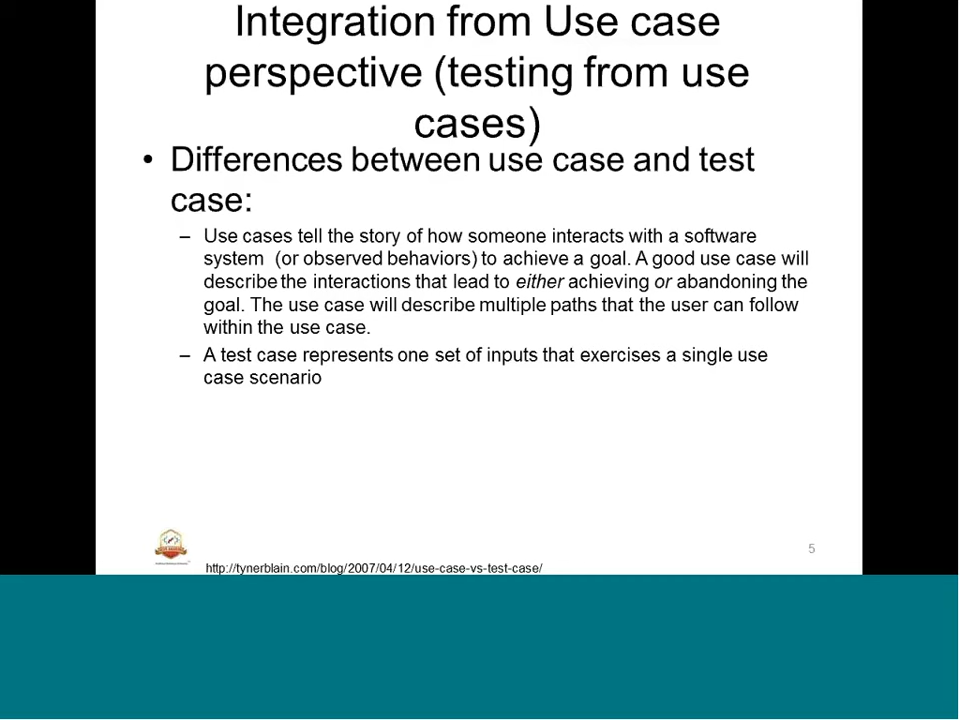 Integration from Use case
perspective (testing from use
cases)
• Differences between use case and test
case:
– Use cases tell the story of how someone interacts with a software
system (or observed behaviors) to achieve a goal. A good use case will
describe the interactions that lead to either achieving or abandoning the
goal. The use case will describe multiple paths that the user can follow
within the use case.
– A test case represents one set of inputs that exercises a single use
case scenario
5
http://tynerblain.com/blog/2007/04/12/use-case-vs-test-case/